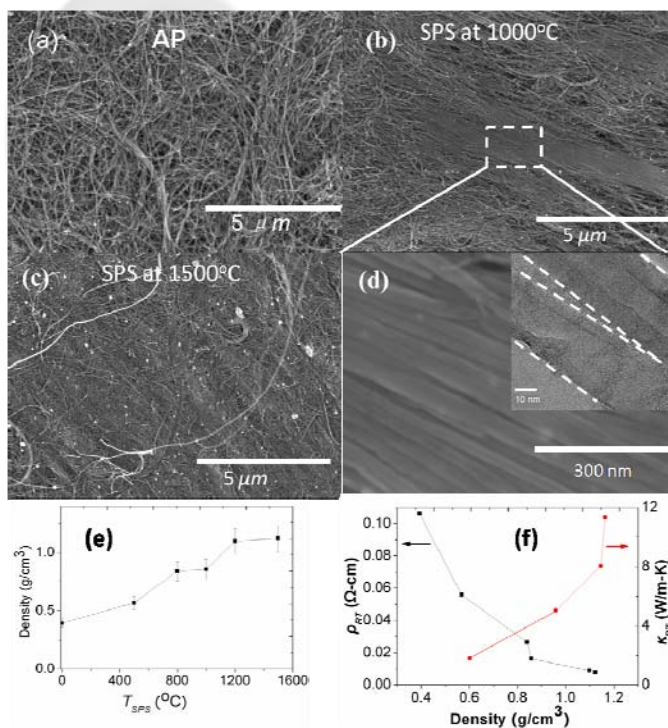 (a) AP
(b) SPS at 1000°C
5 μm
5 μm
(c) SPS at 1500°C
(d)
10 nm
5 μm
300 nm
(e)
Density (g/cm³)
1.0
0.5
0.0
0 400 800 1200 1600
T_SPS (°C)
(f)
ρ_RT (Ω-cm)
0.10
0.08
0.06
0.04
0.02
0.00
0.4 0.6 0.8 1.0 1.2
Density (g/cm³)
12
9
6
3
0
κ_RT (W/m-K)